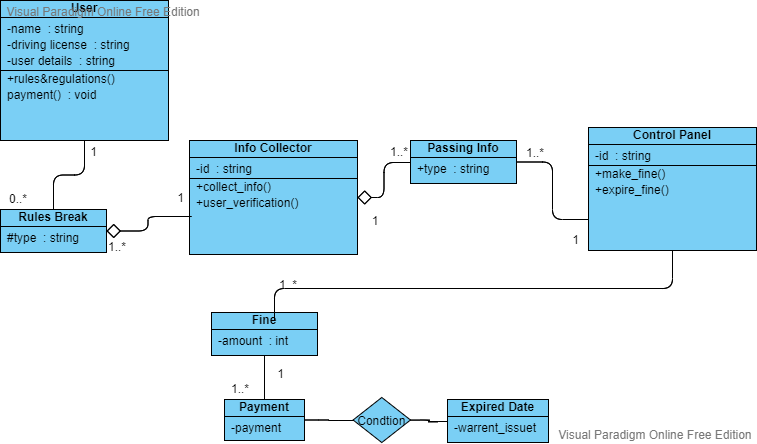 User
Visual Paradigm Online Free Edition
-name : string
-driving license : string
-user details : string
+rules&regulations()
payment() : void
1
0..*
Rules Break
#type : string
1..*
1
Info Collector
-id : string
+collect_info()
+user_verification()
1
1..*
Passing Info
+type : string
1..*
1
Control Panel
-id : string
+make_fine()
+expire_fine()
1..*
Fine
-amount : int
1
1..*
Payment
-payment
Condtion
Expired Date
-warrent_issuet
Visual Paradigm Online Free Edition